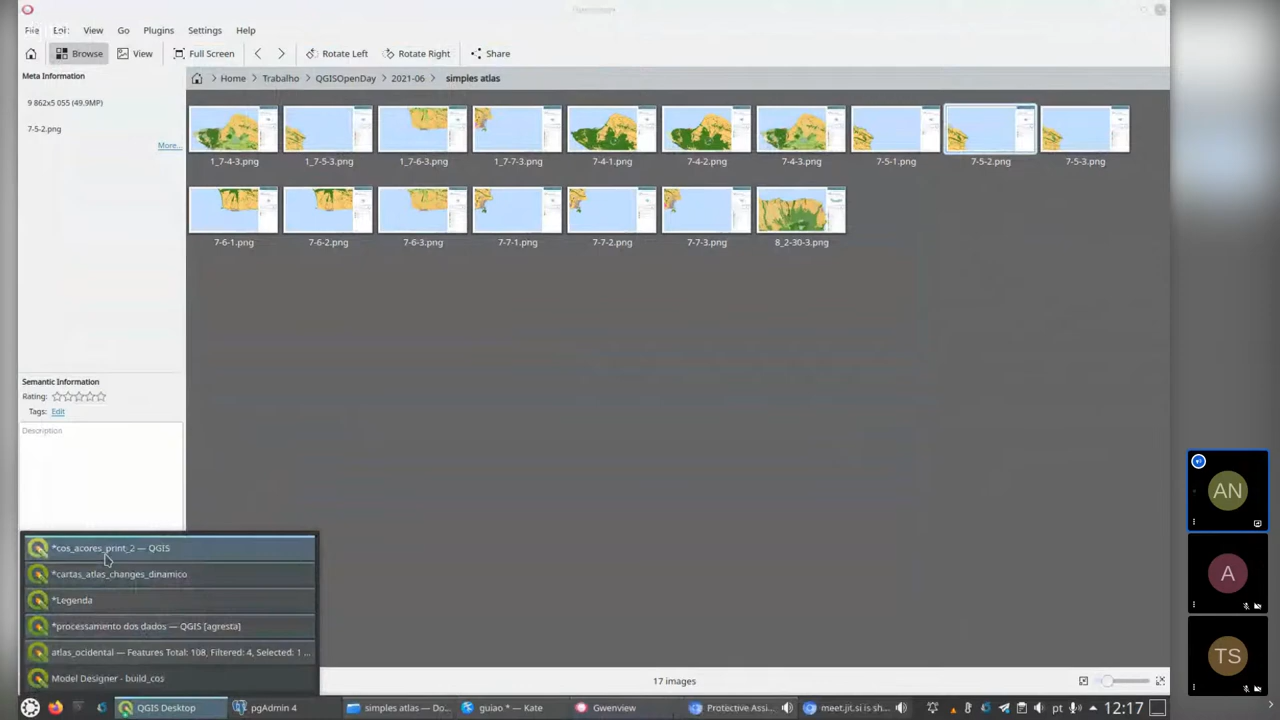 File Edit View Go Plugins Settings Help
Browse View Full Screen Rotate Left Rotate Right Share
Meta Information
Home Trabalho QGISOpenDay 2021-06 simples atlas
9 862x5 055 (49.9MP)
7-5-2.png
More...
1_7-4-3.png 1_7-5-3.png 1_7-6-3.png 1_7-7-3.png 7-4-1.png 7-4-2.png 7-4-3.png 7-5-1.png 7-5-2.png 7-5-3.png
7-6-1.png 7-6-2.png 7-6-3.png 7-7-1.png 7-7-2.png 7-7-3.png 8_2-30-3.png
Semantic Information
Rating:
Tags: Edit
Description
*cos_acores_print_2 — QGIS
*cartas_atlas_changes_dinamico
*Legenda
*processamento dos dados — QGIS [agresta]
atlas_ocidental — Features Total: 108, Filtered: 4, Selected: 1 ...
Model Designer - build_cos
17 images
AN
A
TS
QGIS Desktop pgAdmin 4 simples atlas — Do... guiao * — Kate Gwenview Protective Assi... meet.jit.si is sh... pt 12:17